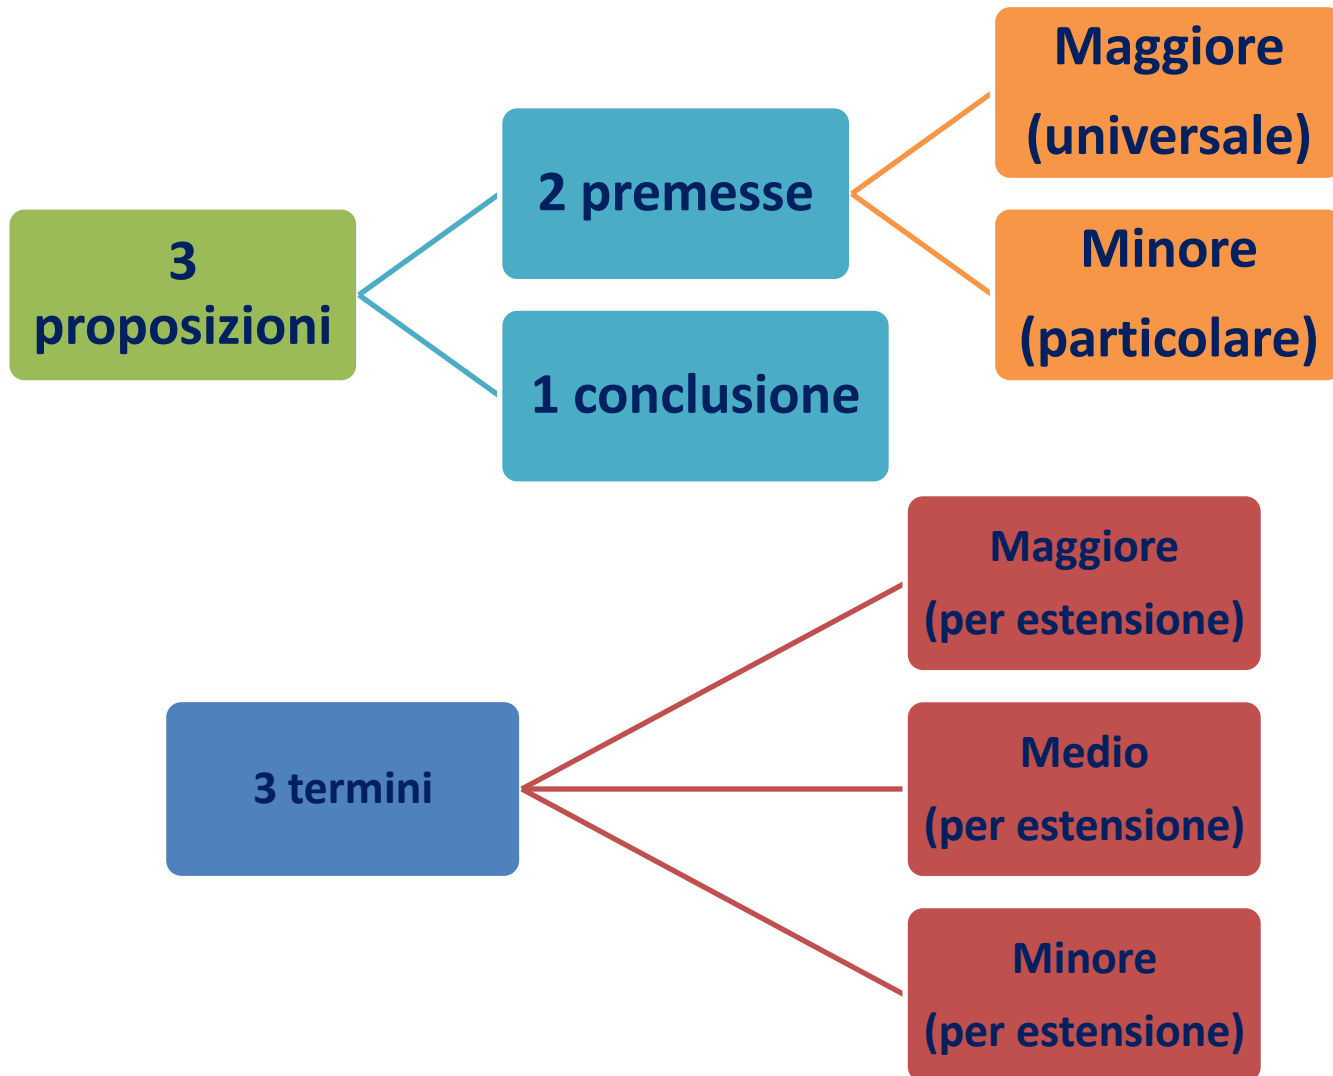 3
proposizioni
2 premesse
1 conclusione
Maggiore
(universale)
Minore
(particolare)
3 termini
Maggiore
(per estensione)
Medio
(per estensione)
Minore
(per estensione)